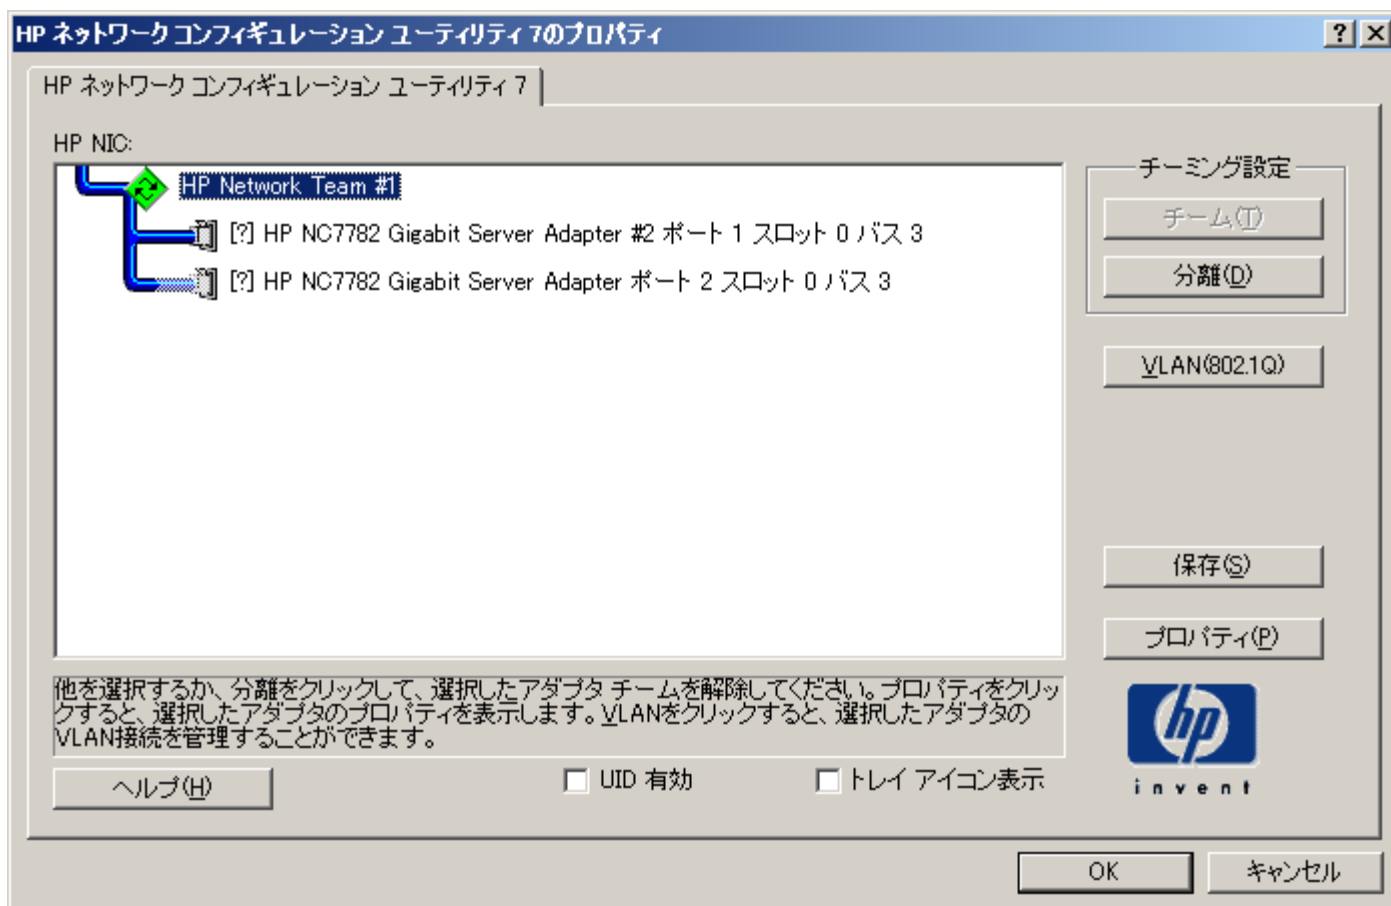 HP ネットワーク コンフィギュレーション ユーティリティ 7のプロパティ
HP ネットワーク コンフィギュレーション ユーティリティ 7
HP NIC:
HP Network Team #1
[?] HP NC7782 Gigabit Server Adapter #2 ポート 1 スロット 0 バス 3
[?] HP NC7782 Gigabit Server Adapter ポート 2 スロット 0 バス 3
チーミング設定
チーム(T)
分離(D)
VLAN(802.1Q)
保存(S)
プロパティ(P)
他を選択するか、分離をクリックして、選択したアダプタ チームを解除してください。プロパティをクリッ
クすると、選択したアダプタのプロパティを表示します。VLANをクリックすると、選択したアダプタの
VLAN接続を管理することができます。
hp
invent
ヘルプ(H)
UID 有効
トレイ アイコン表示
OK
キャンセル